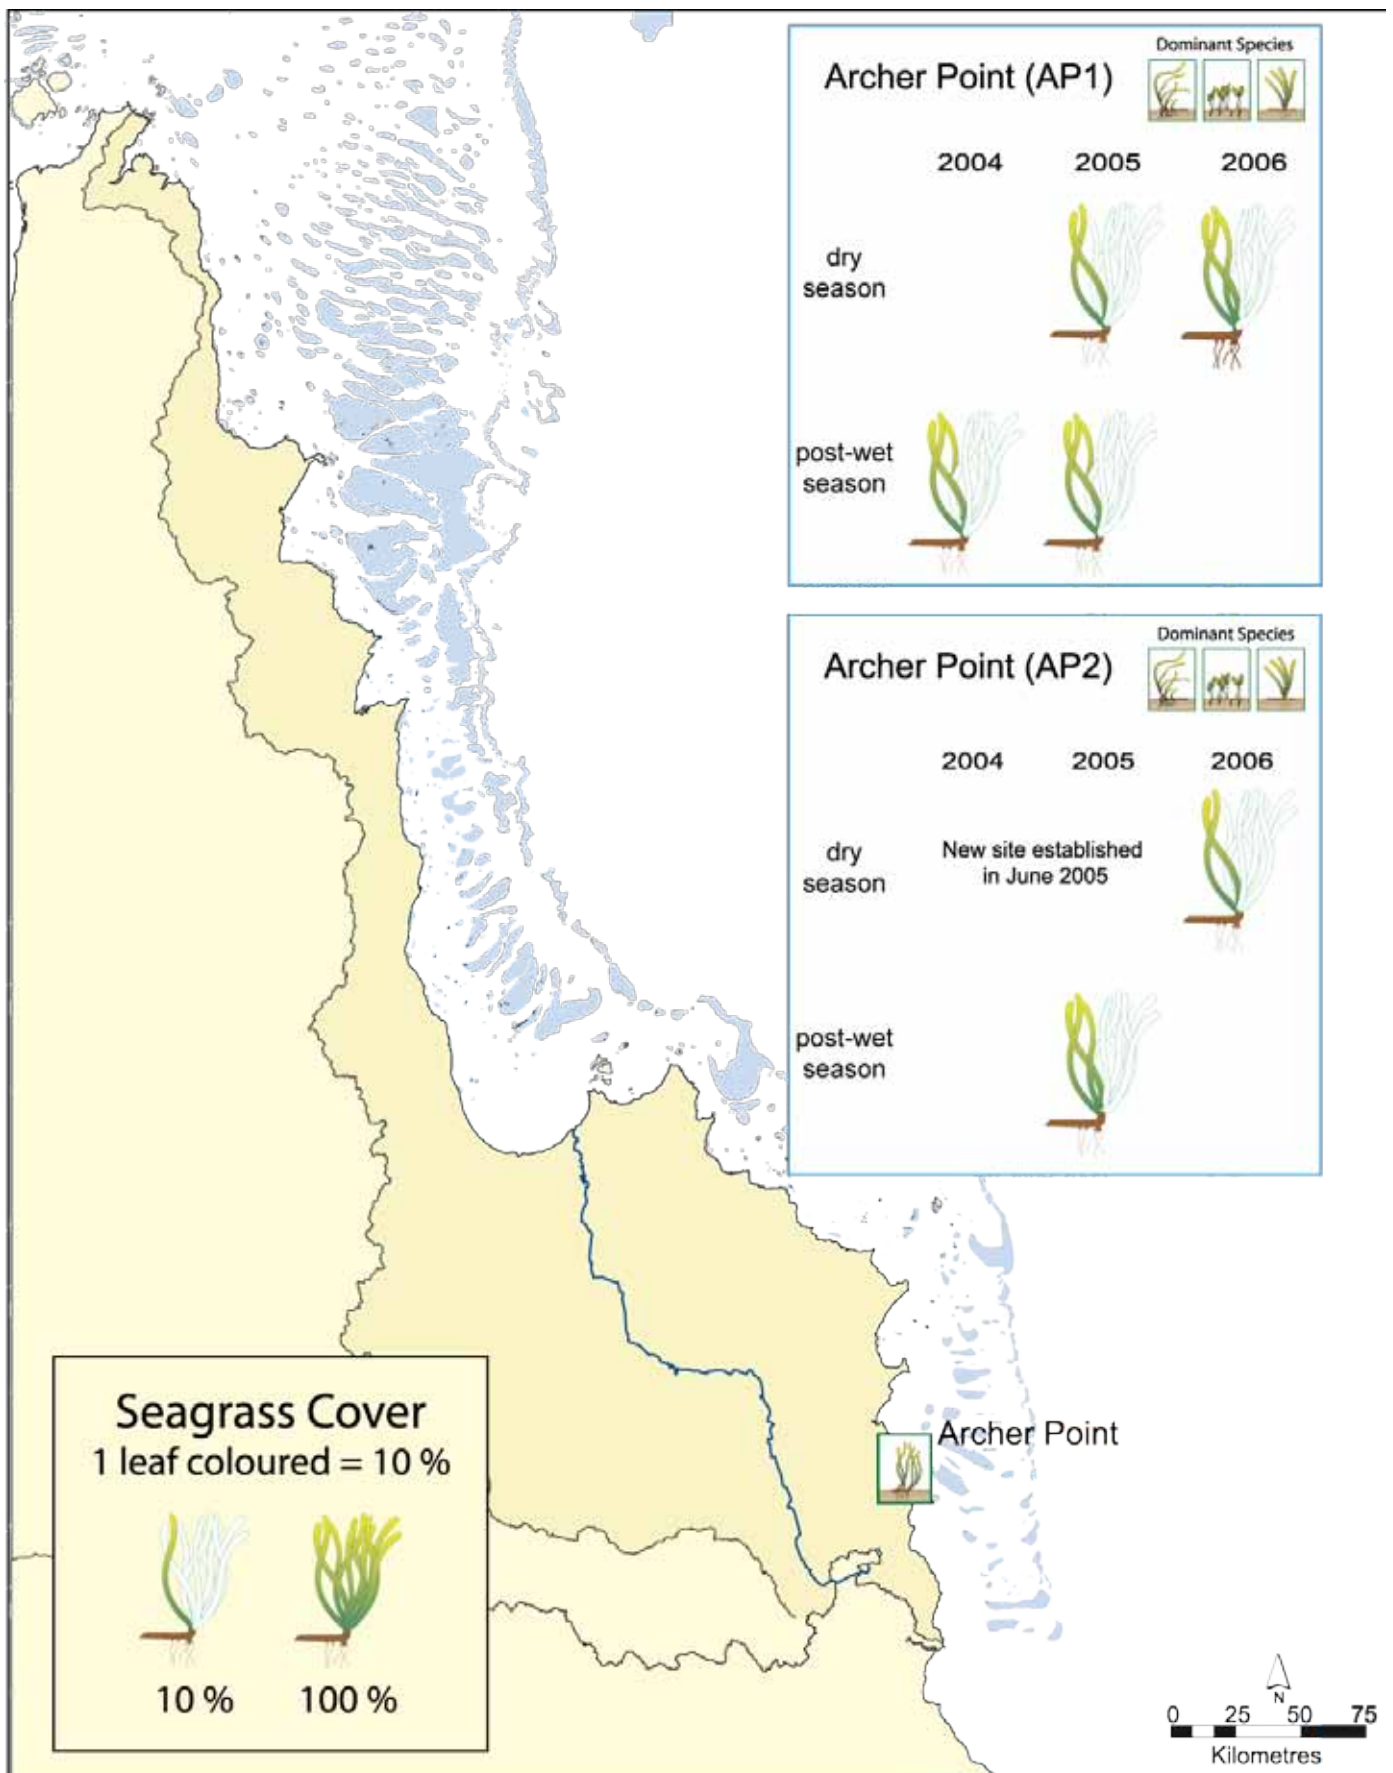 Dominant Species
Archer Point (AP1)
2004 2005 2006
dry
season
post-wet
season
Dominant Species
Archer Point (AP2)
2004 2005 2006
dry
season
New site established
in June 2005
post-wet
season
Archer Point
Seagrass Cover
1 leaf coloured = 10 %
10 % 100 %
N
0 25 50 75
Kilometres